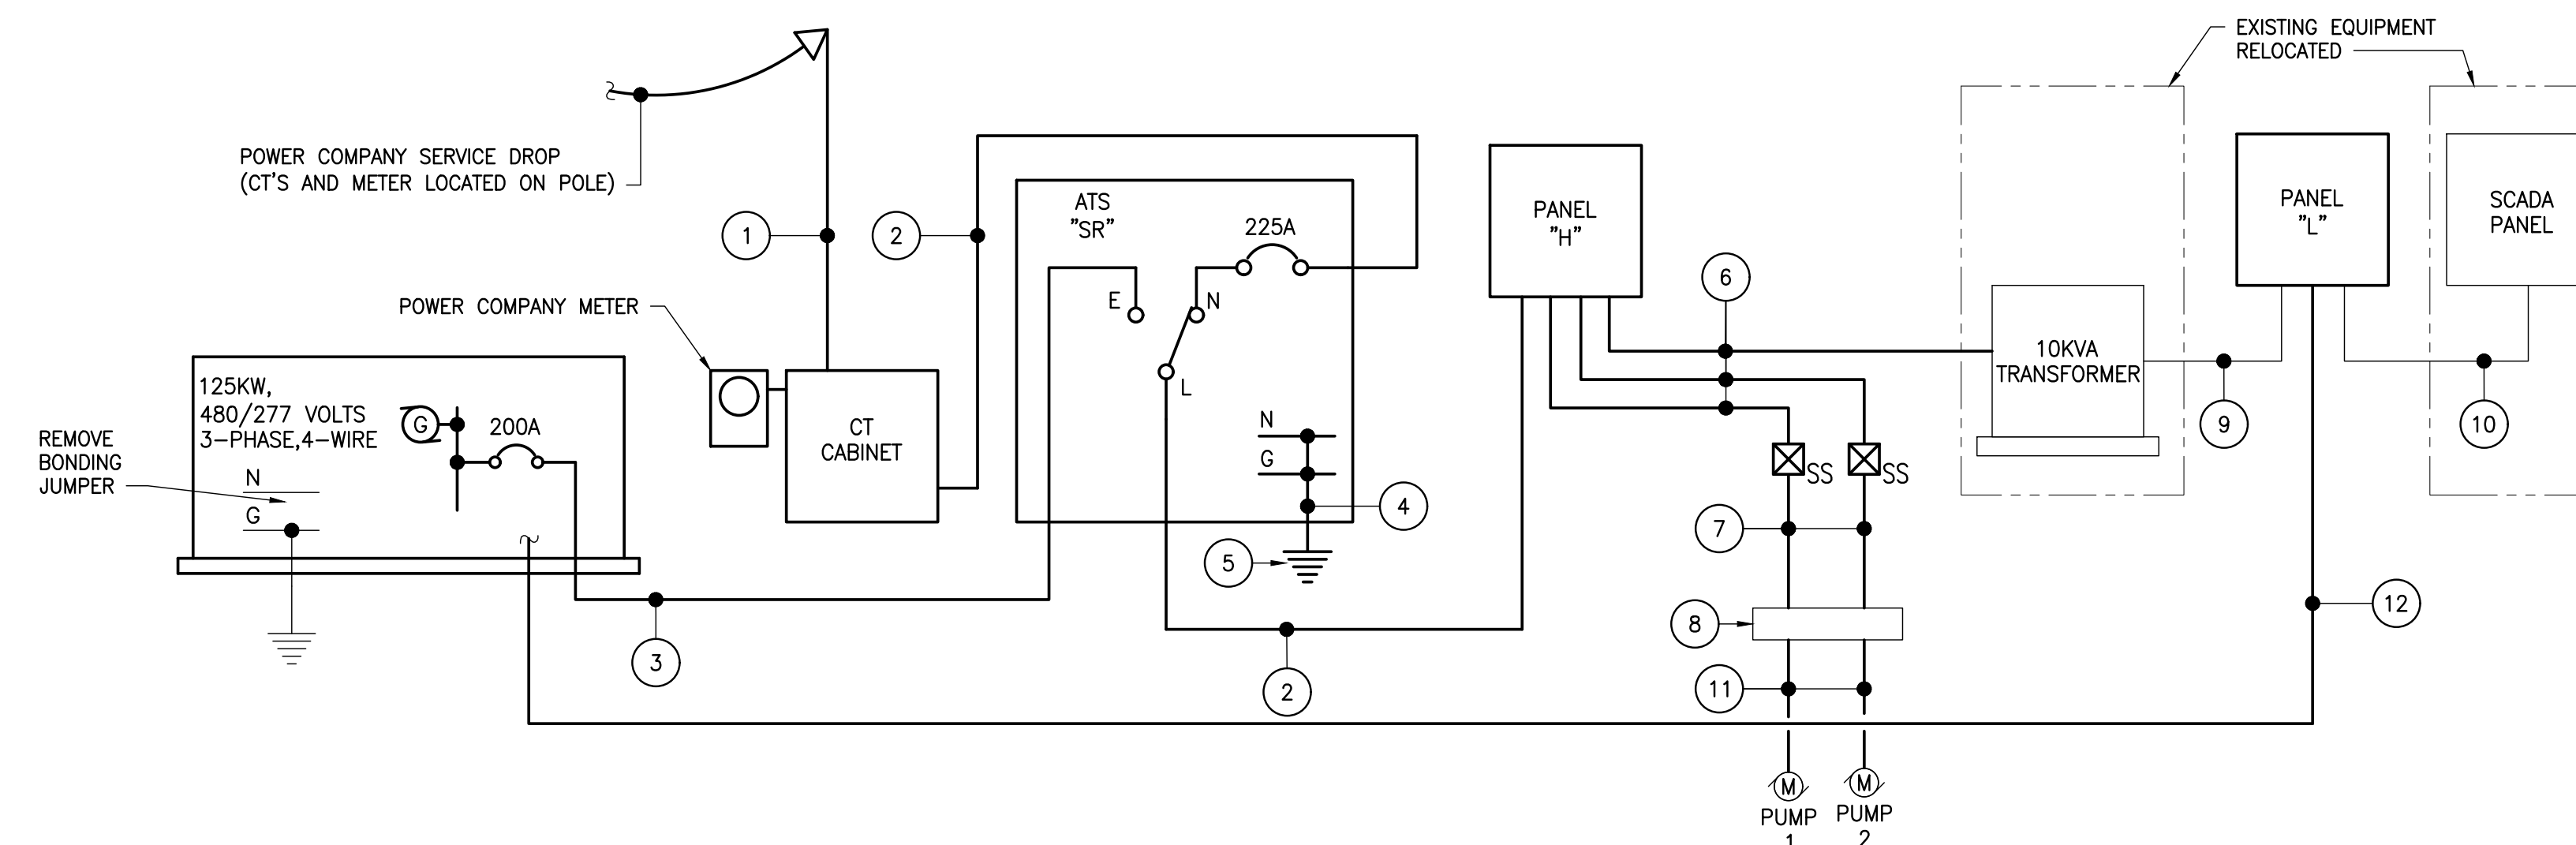 EXISTING EQUIPMENT
RELOCATED
POWER COMPANY SERVICE DROP
(CT'S AND METER LOCATED ON POLE)
1
2
ATS
"SR"
225A
E
N
L
N
G
4
5
PANEL
"H"
6
10KVA
TRANSFORMER
PANEL
"L"
SCADA
PANEL
9
10
POWER COMPANY METER
CT
CABINET
125KW,
480/277 VOLTS
3-PHASE,4-WIRE
G
200A
N
G
REMOVE
BONDING
JUMPER
3
2
SS
SS
7
8
11
12
M
PUMP
1
M
PUMP
2